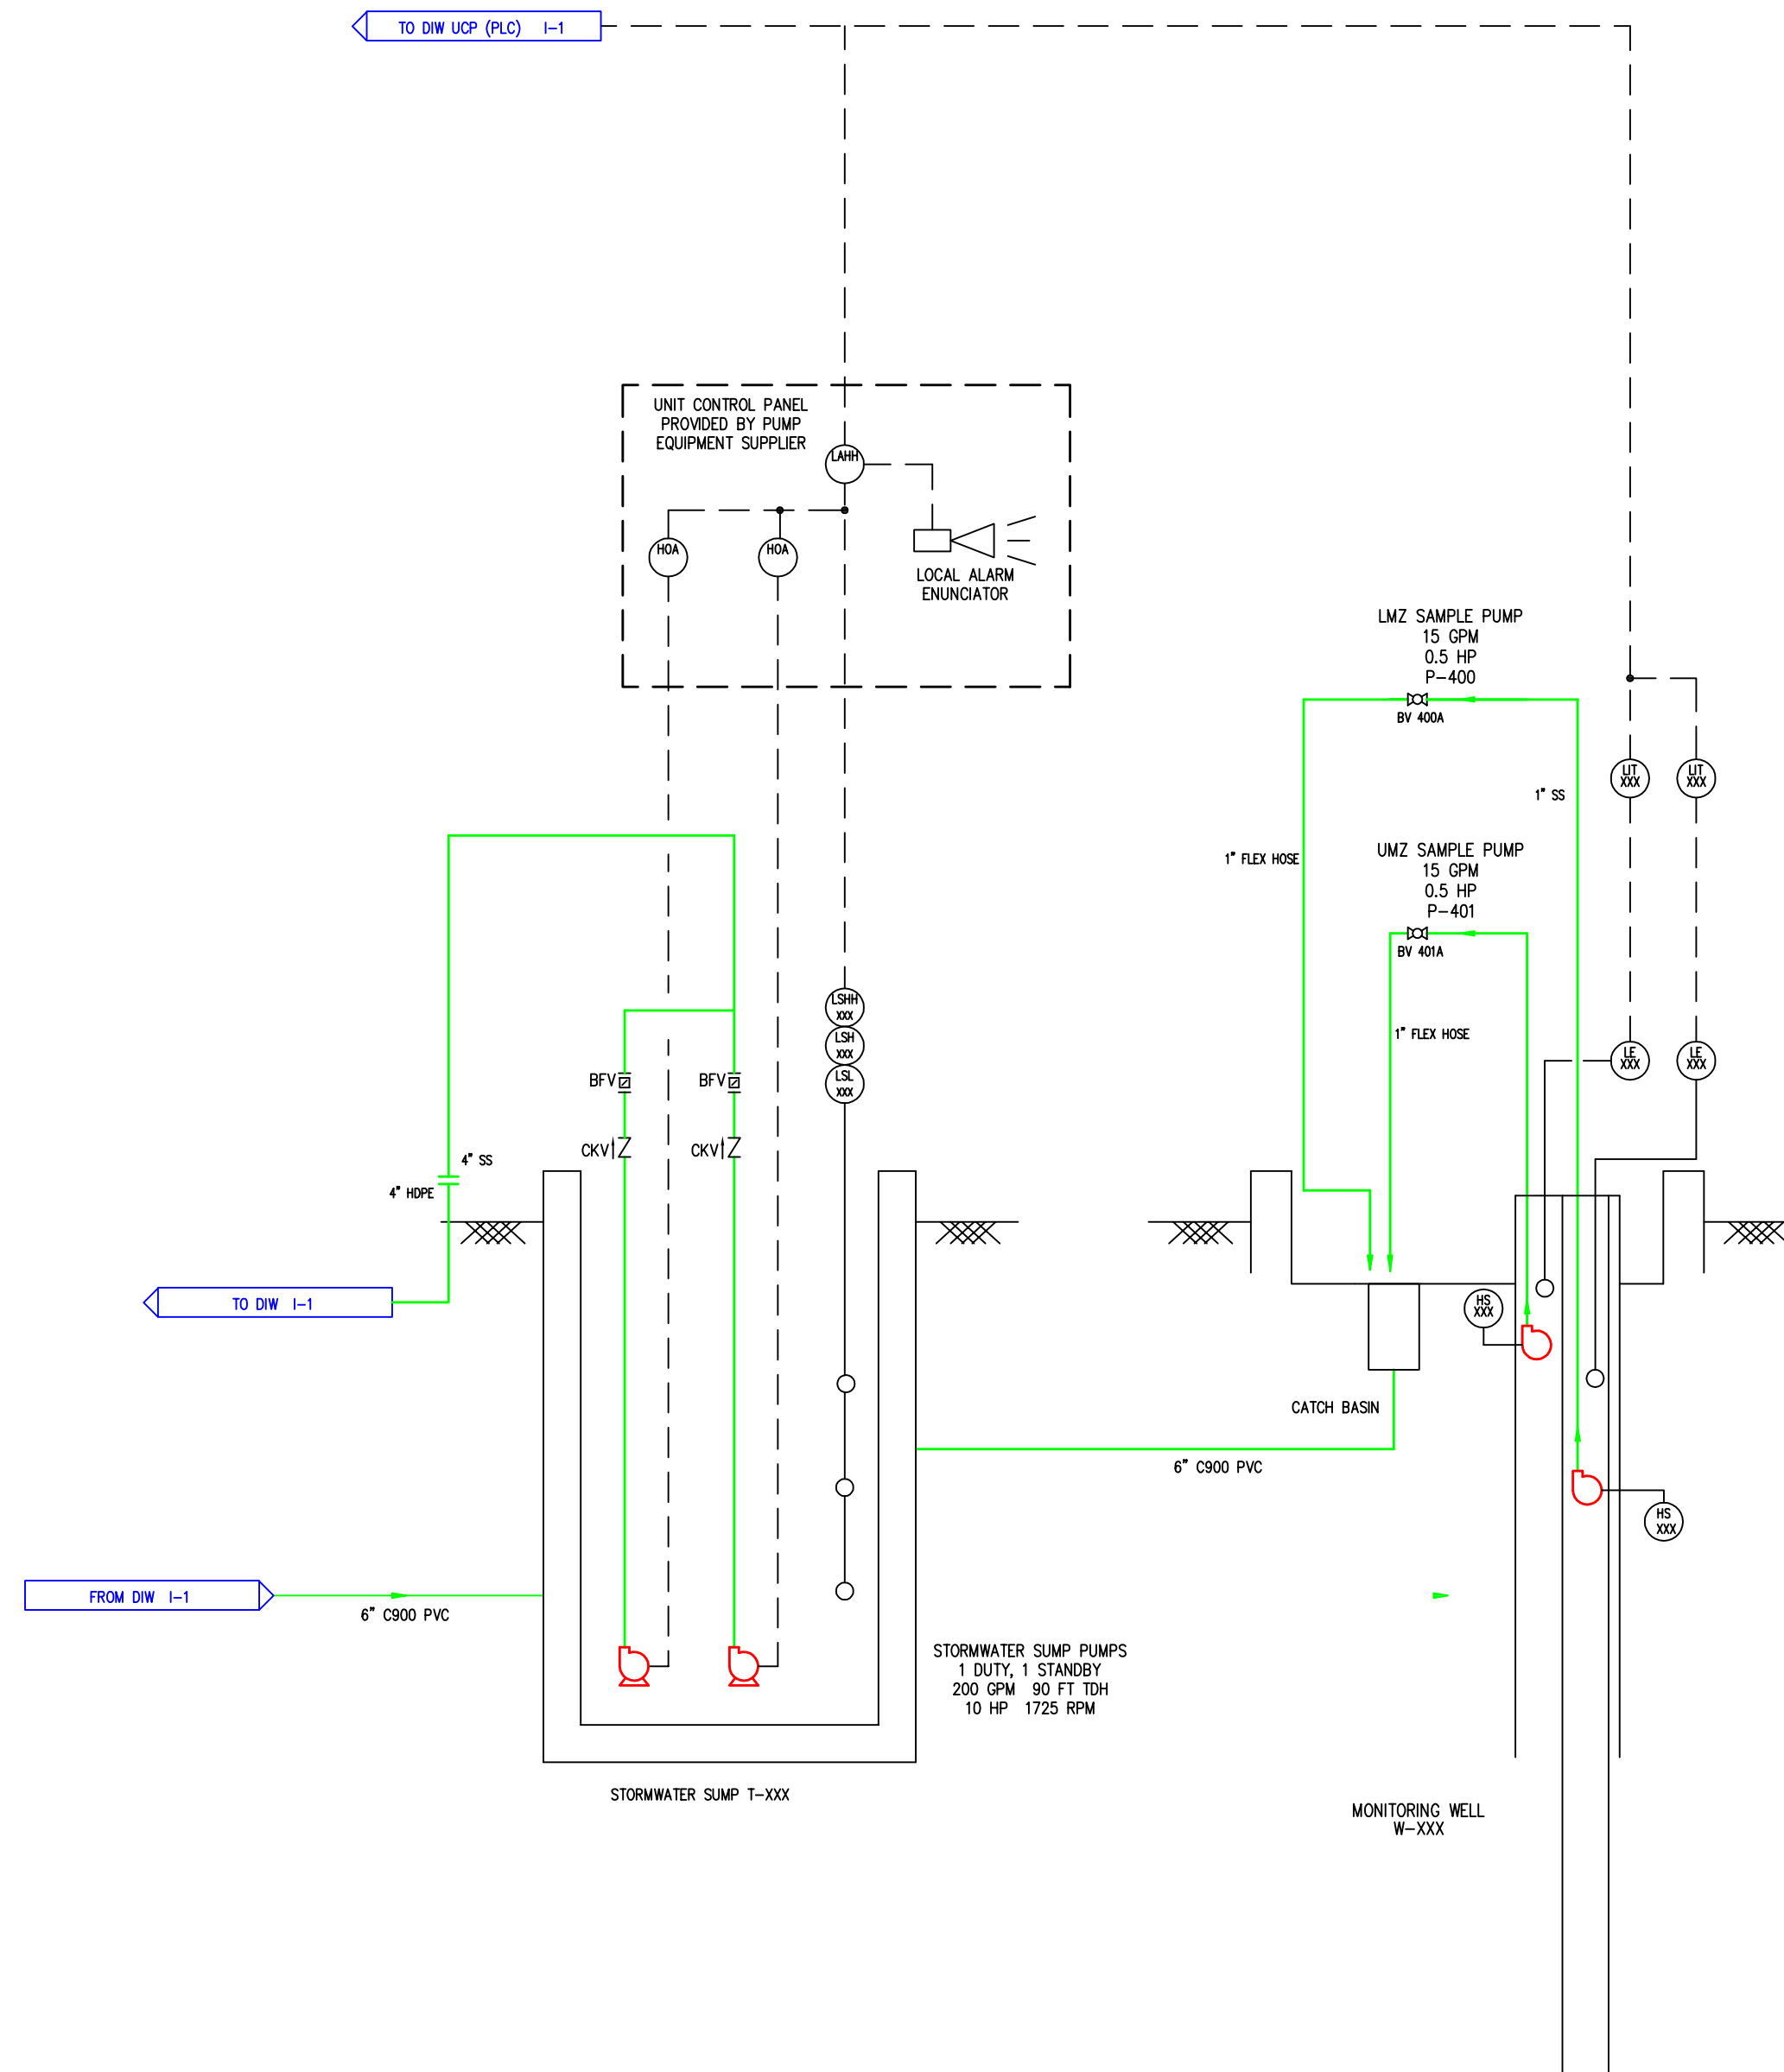 TO DIW UCP (PLC) I-1
UNIT CONTROL PANEL
PROVIDED BY PUMP
EQUIPMENT SUPPLIER
LAHH
HOA
HOA
LOCAL ALARM
ENUNCIATOR
LMZ SAMPLE PUMP
15 GPM
0.5 HP
P-400
BV 400A
LIT
XXX
LIT
XXX
1" SS
1" FLEX HOSE
UMZ SAMPLE PUMP
15 GPM
0.5 HP
P-401
BV 401A
LSHH
XXX
LSH
XXX
LSL
XXX
1" FLEX HOSE
LE
XXX
LE
XXX
BFV
BFV
CKV
CKV
4" SS
4" HDPE
TO DIW I-1
HS
XXX
CATCH BASIN
6" C900 PVC
HS
XXX
FROM DIW I-1
6" C900 PVC
STORMWATER SUMP PUMPS
1 DUTY, 1 STANDBY
200 GPM 90 FT TDH
10 HP 1725 RPM
STORMWATER SUMP T-XXX
MONITORING WELL
W-XXX